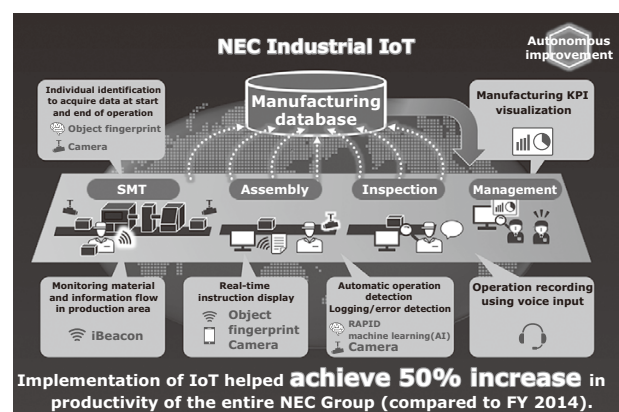 NEC Industrial IoT
Autonomous
improvement
Individual identification
to acquire data at start
and end of operation
Object fingerprint
Camera
Manufacturing
database
Manufacturing KPI
visualization
SMT
Assembly
Inspection
Management
Monitoring material
and information flow
in production area
iBeacon
Real-time
instruction display
Object
fingerprint
Camera
Automatic operation
detection
Logging/error detection
RAPID
machine learning(AI)
Camera
Operation recording
using voice input
Implementation of IoT helped achieve 50% increase in
productivity of the entire NEC Group (compared to FY 2014).